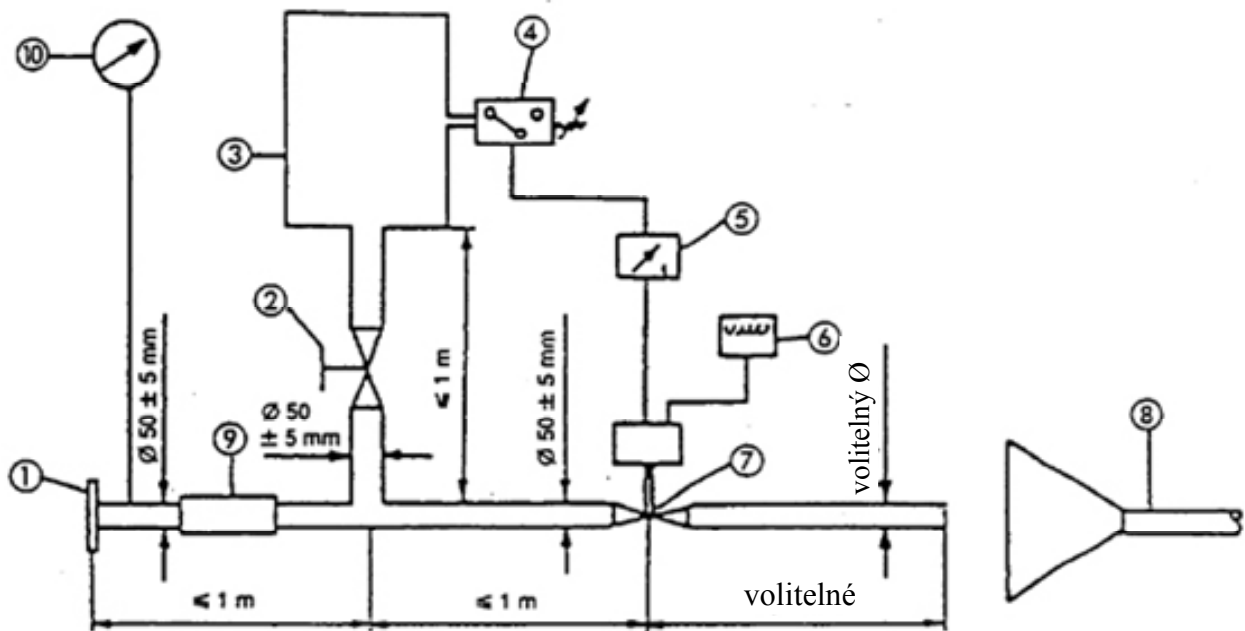 10
4
3
5
2
6
Ø 50 ± 5 mm
Ø 50
± 5 mm
≤ 1 m
Ø 50 ± 5 mm
volitelný Ø
1
9
7
8
≤ 1 m
≤ 1 m
volitelné